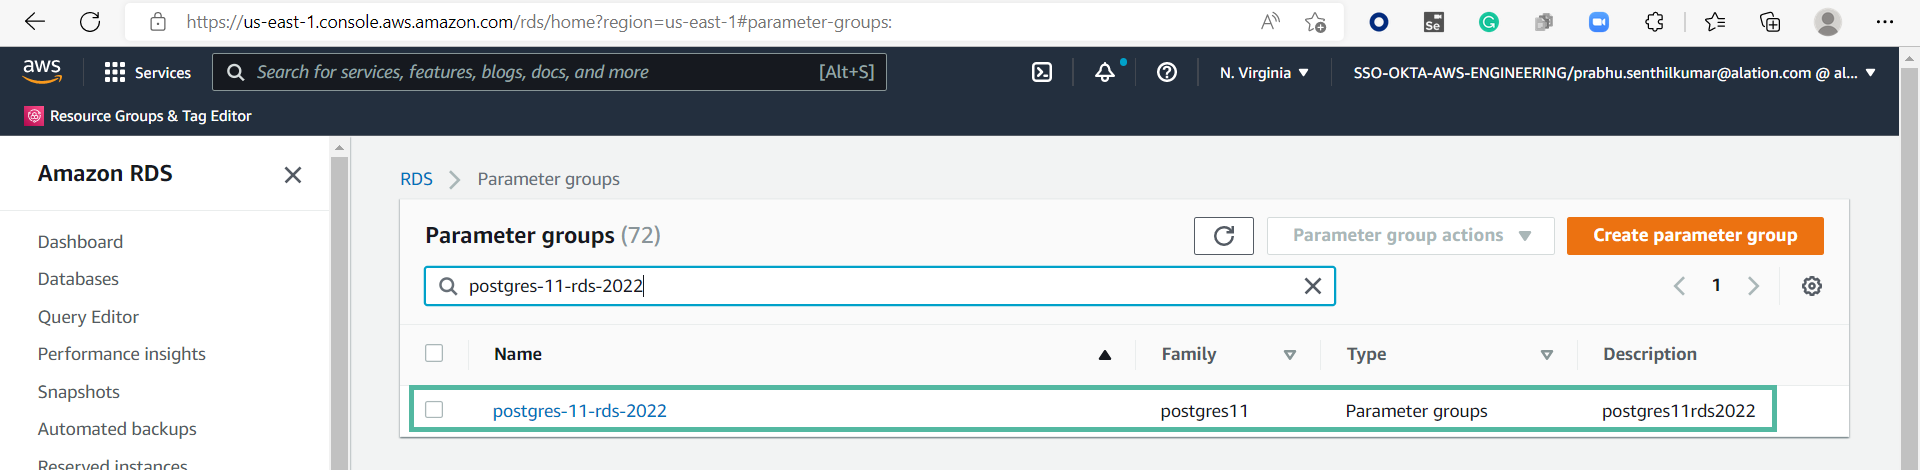 https://us-east-1.console.aws.amazon.com/rds/home?region=us-east-1#parameter-groups:
aws Services Search for services, features, blogs, docs, and more [Alt+S] N. Virginia ▼ SSO-OKTA-AWS-ENGINEERING/prabhu.senthilkumar@alation.com @ al... ▼
Resource Groups & Tag Editor
Amazon RDS
Dashboard
Databases
Query Editor
Performance insights
Snapshots
Automated backups
Reserved instances
RDS > Parameter groups
Parameter groups (72) Parameter group actions ▼ Create parameter group
postgres-11-rds-2022 1
Name Family Type Description
postgres-11-rds-2022 postgres11 Parameter groups postgres11rds2022